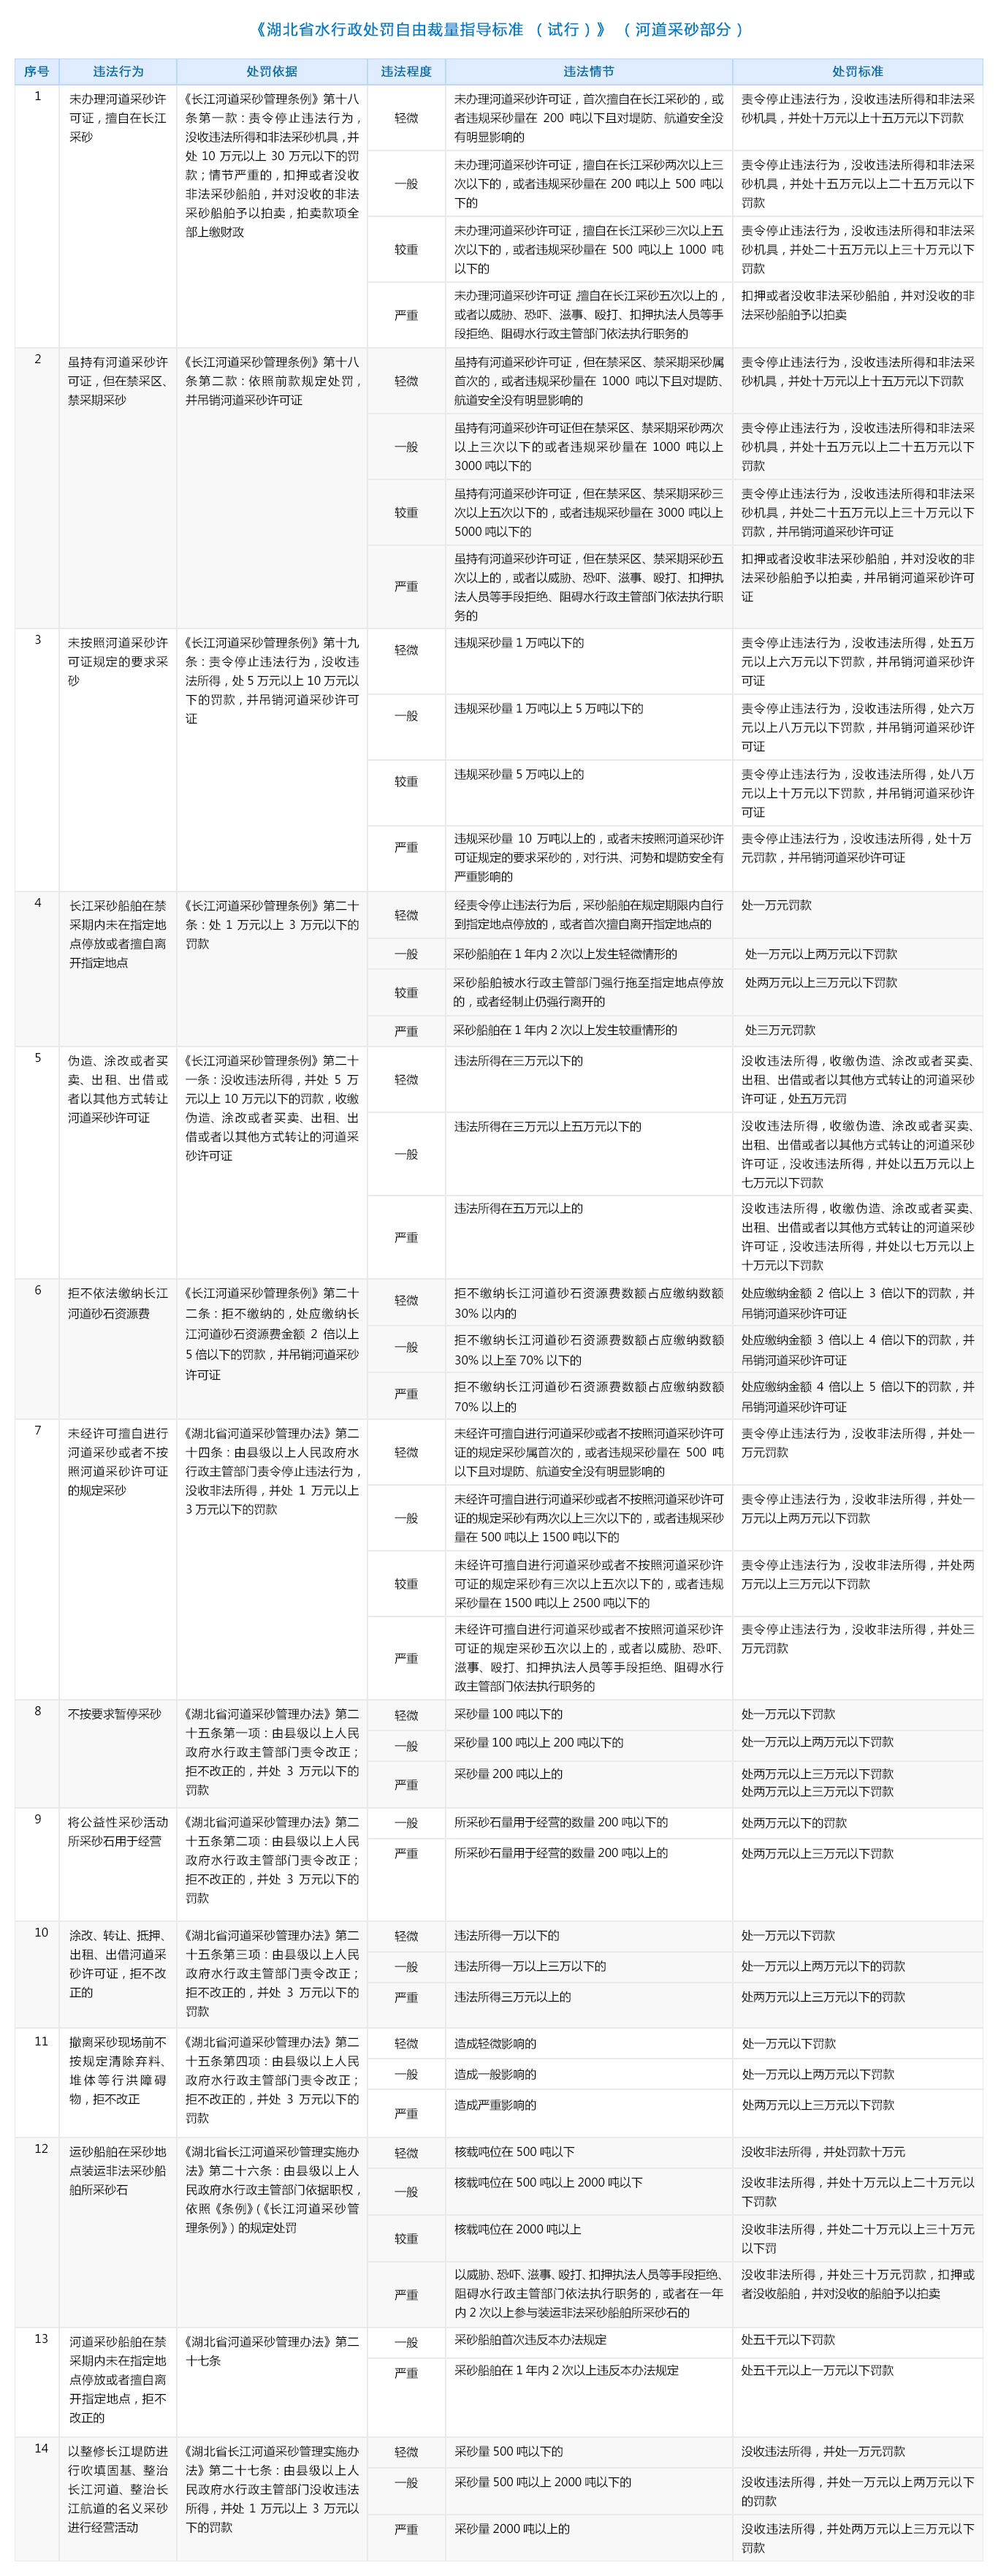 《湖北省水行政处罚自由裁量指导标准（试行）》（河道采砂部分）
序号 违法行为 处罚依据 违法程度 违法情节 处罚标准
1
未办理河道采砂许
可证，擅自在长江
采砂
《长江河道采砂管理条例》第十八
条第一款：责令停止违法行为，
没收违法所得和非法采砂机具，并
处 10 万元以上 30 万元以下的罚
款；情节严重的，扣押或者没收
非法采砂船舶，并对没收的非法
采砂船舶予以拍卖，拍卖款项全
部上缴财政
轻微
未办理河道采砂许可证，首次擅自在长江采砂的，或
者违规采砂量在 200 吨以下且对堤防、航道安全没
有明显影响的
责令停止违法行为，没收违法所得和非法采
砂机具，并处十万元以上十五万元以下罚款
一般
未办理河道采砂许可证，擅自在长江采砂两次以上三
次以下的，或者违规采砂量在 200 吨以上 500 吨以
下的
责令停止违法行为，没收违法所得和非法采
砂机具，并处十五万元以上二十五万元以下
罚款
较重
未办理河道采砂许可证，擅自在长江采砂三次以上五
次以下的，或者违规采砂量在 500 吨以上 1000 吨
以下的
责令停止违法行为，没收违法所得和非法采
砂机具，并处二十五万元以上三十万元以下
罚款
严重
未办理河道采砂许可证，擅自在长江采砂五次以上的，
或者以威胁、恐吓、滋事、殴打、扣押执法人员等手
段拒绝、阻碍水行政主管部门依法执行职务的
扣押或者没收非法采砂船舶，并对没收的非
法采砂船舶予以拍卖
2
虽持有河道采砂许
可证，但在禁采区、
禁采期采砂
《长江河道采砂管理条例》第十八
条第二款：依照前款规定处罚，
并吊销河道采砂许可证
轻微
虽持有河道采砂许可证，但在禁采区、禁采期采砂属
首次的，或者违规采砂量在 1000 吨以下且对堤防、
航道安全没有明显影响的
责令停止违法行为，没收违法所得和非法采
砂机具，并处十万元以上十五万元以下罚款
一般
虽持有河道采砂许可证但在禁采区、禁采期采砂两次
以上三次以下的或者违规采砂量在 1000 吨以上
3000 吨以下的
责令停止违法行为，没收违法所得和非法采
砂机具，并处十五万元以上二十五万元以下
罚款
较重
虽持有河道采砂许可证，但在禁采区、禁采期采砂三
次以上五次以下的，或者违规采砂量在 3000 吨以上
5000 吨以下的
责令停止违法行为，没收违法所得和非法采
砂机具，并处二十五万元以上三十万元以下
罚款，并吊销河道采砂许可证
严重
虽持有河道采砂许可证，但在禁采区、禁采期采砂五
次以上的，或者以威胁、恐吓、滋事、殴打、扣押执
法人员等手段拒绝、阻碍水行政主管部门依法执行职
务的
扣押或者没收非法采砂船舶，并对没收的非
法采砂船舶予以拍卖，并吊销河道采砂许可
证
3
未按照河道采砂许
可证规定的要求采
砂
《长江河道采砂管理条例》第十九
条：责令停止违法行为，没收违
法所得，处 5 万元以上 10 万元以
下的罚款，并吊销河道采砂许可
证
轻微
违规采砂量 1 万吨以下的
责令停止违法行为，没收违法所得，处五万
元以上六万元以下罚款，并吊销河道采砂许
可证
一般
违规采砂量 1 万吨以上 5 万吨以下的
责令停止违法行为，没收违法所得，处六万
元以上八万元以下罚款，并吊销河道采砂许
可证
较重
违规采砂量 5 万吨以上的
责令停止违法行为，没收违法所得，处八万
元以上十万元以下罚款，并吊销河道采砂许
可证
严重
违规采砂量 10 万吨以上的，或者未按照河道采砂许
可证规定的要求采砂的，对行洪、河势和堤防安全有
严重影响的
责令停止违法行为，没收违法所得，处十万
元罚款，并吊销河道采砂许可证
4
长江采砂船舶在禁
采期内未在指定地
点停放或者擅自离
开指定地点
《长江河道采砂管理条例》第二十
条：处 1 万元以上 3 万元以下的
罚款
轻微
经责令停止违法行为后，采砂船舶在规定期限内自行
到指定地点停放的，或者首次擅自离开指定地点的
处一万元罚款
一般
采砂船舶在 1 年内 2 次以上发生轻微情形的
处一万元以上两万元以下罚款
较重
采砂船舶被水行政主管部门强行拖至指定地点停放
的，或者经制止仍强行离开的
处两万元以上三万元以下罚款
严重
采砂船舶在 1 年内 2 次以上发生较重情形的
处三万元罚款
5
伪造、涂改或者买
卖、出租、出借或
者以其他方式转让
河道采砂许可证
《长江河道采砂管理条例》第二十
一条：没收违法所得，并处 5 万
元以上 10 万元以下的罚款，收缴
伪造、涂改或者买卖、出租、出
借或者以其他方式转让的河道采
砂许可证
轻微
违法所得在三万元以下的
没收违法所得，收缴伪造、涂改或者买卖、
出租、出借或者以其他方式转让的河道采砂
许可证，处五万元罚
一般
违法所得在三万元以上五万元以下的
没收违法所得，收缴伪造、涂改或者买卖、
出租、出借或者以其他方式转让的河道采砂
许可证，没收违法所得，并处以五万元以上
七万元以下罚款
严重
违法所得在五万元以上的
没收违法所得，收缴伪造、涂改或者买卖、
出租、出借或者以其他方式转让的河道采砂
许可证，没收违法所得，并处以七万元以上
十万元以下罚款
6
拒不依法缴纳长江
河道砂石资源费
《长江河道采砂管理条例》第二十
二条：拒不缴纳的，处应缴纳长
江河道砂石资源费金额 2 倍以上
5 倍以下的罚款，并吊销河道采砂
许可证
轻微
拒不缴纳长江河道砂石资源费数额占应缴纳数额
30% 以内的
处应缴纳金额 2 倍以上 3 倍以下的罚款，并
吊销河道采砂许可证
一般
拒不缴纳长江河道砂石资源费数额占应缴纳数额
30% 以上至 70% 以下的
处应缴纳金额 3 倍以上 4 倍以下的罚款，并
吊销河道采砂许可证
严重
拒不缴纳长江河道砂石资源费数额占应缴纳数额
70% 以上的
处应缴纳金额 4 倍以上 5 倍以下的罚款，并
吊销河道采砂许可证
7
未经许可擅自进行
河道采砂或者不按
照河道采砂许可证
的规定采砂
《湖北省河道采砂管理办法》第二
十四条：由县级以上人民政府水
行政主管部门责令停止违法行为，
没收非法所得，并处 1 万元以上
3 万元以下的罚款
轻微
未经许可擅自进行河道采砂或者不按照河道采砂许可
证的规定采砂属首次的，或者违规采砂量在 500 吨
以下且对堤防、航道安全没有明显影响的
责令停止违法行为，没收非法所得，并处一
万元罚款
一般
未经许可擅自进行河道采砂或者不按照河道采砂许可
证的规定采砂有两次以上三次以下的，或者违规采砂
量在 500 吨以上 1500 吨以下的
责令停止违法行为，没收非法所得，并处一
万元以上两万元以下罚款
较重
未经许可擅自进行河道采砂或者不按照河道采砂许
可证的规定采砂有三次以上五次以下的，或者违规
采砂量在 1500 吨以上 2500 吨以下的
责令停止违法行为，没收非法所得，并处两
万元以上三万元以下罚款
严重
未经许可擅自进行河道采砂或者不按照河道采砂许
可证的规定采砂五次以上的，或者以威胁、恐吓、
滋事、殴打、扣押执法人员等手段拒绝、阻碍水行
政主管部门依法执行职务的
责令停止违法行为，没收非法所得，并处三
万元罚款
8
不按要求暂停采砂
《湖北省河道采砂管理办法》第二
十五条第一项：由县级以上人民
政府水行政主管部门责令改正；
拒不改正的，并处 3 万元以下的
罚款
轻微
采砂量 100 吨以下的
处一万元以下罚款
一般
采砂量 100 吨以上 200 吨以下的
处一万元以上两万元以下罚款
严重
采砂量 200 吨以上的
处两万元以上三万元以下罚款
处两万元以上三万元以下罚款
9
将公益性采砂活动
所采砂石用于经营
《湖北省河道采砂管理办法》第二
十五条第二项：由县级以上人民
政府水行政主管部门责令改正；
拒不改正的，并处 3 万元以下的
罚款
一般
所采砂石量用于经营的数量 200 吨以下的
处两万元以下的罚款
严重
所采砂石量用于经营的数量 200 吨以上的
处两万元以上三万元以下罚款
10
涂改、转让、抵押、
出租、出借河道采
砂许可证，拒不改
正的
《湖北省河道采砂管理办法》第二
十五条第三项：由县级以上人民
政府水行政主管部门责令改正；
拒不改正的，并处 3 万元以下的
罚款
轻微
违法所得一万以下的
处一万元以下罚款
一般
违法所得一万以上三万以下的
处一万元以上两万元以下的罚款
严重
违法所得三万元以上的
处两万元以上三万元以下的罚款
11
撤离采砂现场前不
按规定清除弃料、
堆体等行洪障碍
物，拒不改正
《湖北省河道采砂管理办法》第二
十五条第四项：由县级以上人民
政府水行政主管部门责令改正；
拒不改正的，并处 3 万元以下的
罚款
轻微
造成轻微影响的
处一万元以下罚款
一般
造成一般影响的
处一万元以上两万元以下罚款
严重
造成严重影响的
处两万元以上三万元以下罚款
12
运砂船舶在采砂地
点装运非法采砂船
舶所采砂石
《湖北省长江河道采砂管理实施办
法》第二十六条：由县级以上人
民政府水行政主管部门依据职权，
依照《条例》(《长江河道采砂管
理条例》) 的规定处罚
轻微
核载吨位在 500 吨以下
没收非法所得，并处罚款十万元
一般
核载吨位在 500 吨以上 2000 吨以下
没收非法所得，并处十万元以上二十万元以
下罚款
较重
核载吨位在 2000 吨以上
没收非法所得，并处二十万元以上三十万元
以下罚
严重
以威胁、恐吓、滋事、殴打、扣押执法人员等手段拒绝、
阻碍水行政主管部门依法执行职务的，或者在一年
内 2 次以上参与装运非法采砂船舶所采砂石的
没收非法所得，并处三十万元罚款，扣押或
者没收船舶，并对没收的船舶予以拍卖
13
河道采砂船舶在禁
采期内未在指定地
点停放或者擅自离
开指定地点，拒不
改正的
《湖北省河道采砂管理办法》第二
十七条
一般
采砂船舶首次违反本办法规定
处五千元以下罚款
严重
采砂船舶在 1 年内 2 次以上违反本办法规定
处五千元以上一万元以下罚款
14
以整修长江堤防进
行吹填固基、整治
长江河道、整治长
江航道的名义采砂
进行经营活动
《湖北省长江河道采砂管理实施办
法》第二十七条：由县级以上人
民政府水行政主管部门没收违法
所得，并处 1 万元以上 3 万元以
下的罚款
轻微
采砂量 500 吨以下的
没收违法所得，并处一万元罚款
一般
采砂量 500 吨以上 2000 吨以下的
没收违法所得，并处一万元以上两万元以下
的罚款
严重
采砂量 2000 吨以上的
没收违法所得，并处两万元以上三万元以下
罚款